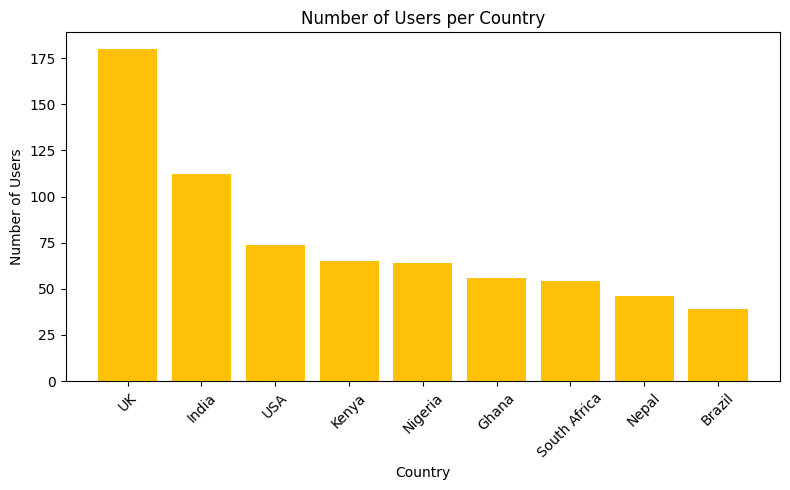 Number of Users per Country
Number of Users
175
150
125
100
75
50
25
0
UK
India
USA
Kenya
Nigeria
Ghana
South Africa
Nepal
Brazil
Country